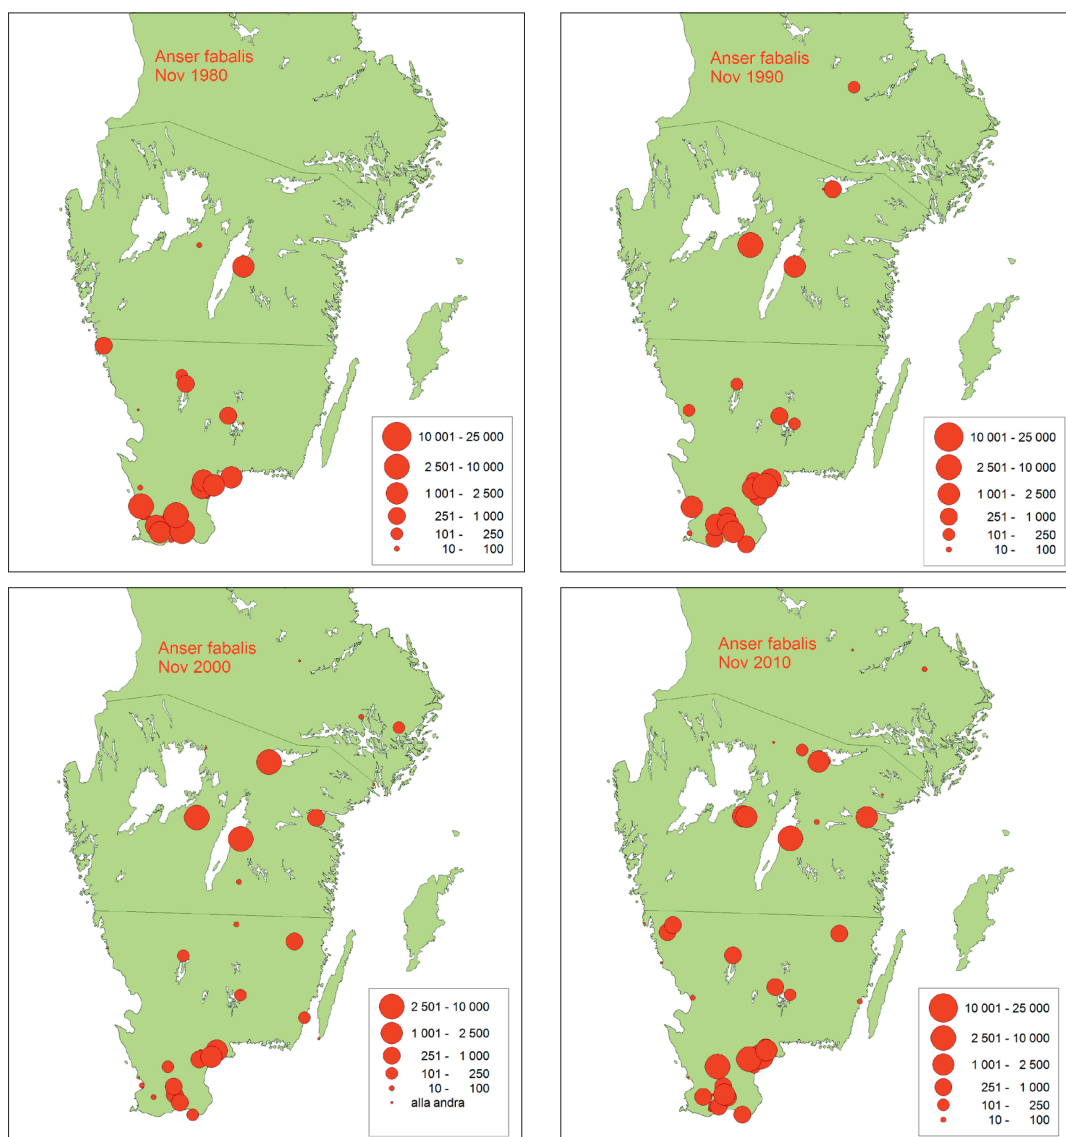 Anser fabalis
Nov 1980
10 001 - 25 000
2 501 - 10 000
1 001 - 2 500
251 - 1 000
101 - 250
10 - 100
Anser fabalis
Nov 1990
10 001 - 25 000
2 501 - 10 000
1 001 - 2 500
251 - 1 000
101 - 250
10 - 100
Anser fabalis
Nov 2000
2 501 - 10 000
1 001 - 2 500
251 - 1 000
101 - 250
10 - 100
alla andra
Anser fabalis
Nov 2010
10 001 - 25 000
2 501 - 10 000
1 001 - 2 500
251 - 1 000
101 - 250
10 - 100